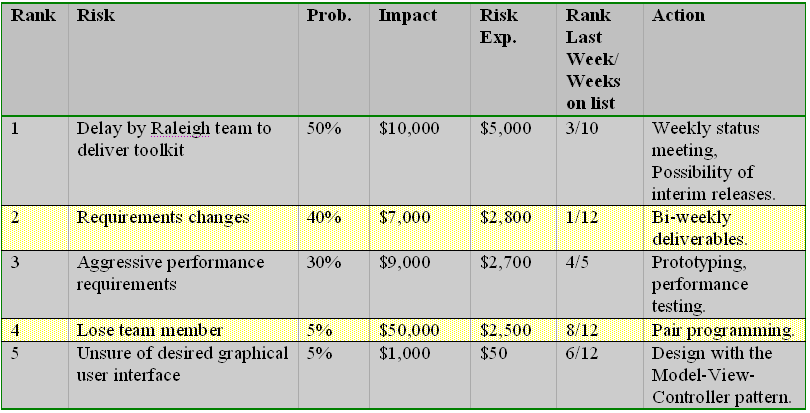 Rank Risk Prob. Impact Risk Exp. Rank Last Week/ Weeks on list Action
1 Delay by Raleigh team to deliver toolkit 50% $10,000 $5,000 3/10 Weekly status meeting, Possibility of interim releases.
2 Requirements changes 40% $7,000 $2,800 1/12 Bi-weekly deliverables.
3 Aggressive performance requirements 30% $9,000 $2,700 4/5 Prototyping, performance testing.
4 Lose team member 5% $50,000 $2,500 8/12 Pair programming.
5 Unsure of desired graphical user interface 5% $1,000 $50 6/12 Design with the Model-View-Controller pattern.